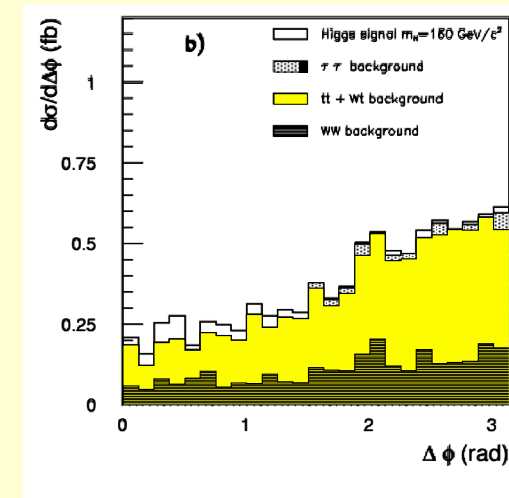 b)
Higgs signal m_H=160 GeV/c²
τ τ background
tt + Wt background
WW background
dσ/dΔϕ (fb)
1
0.75
0.5
0.25
0
0 1 2 3
Δ ϕ (rad)